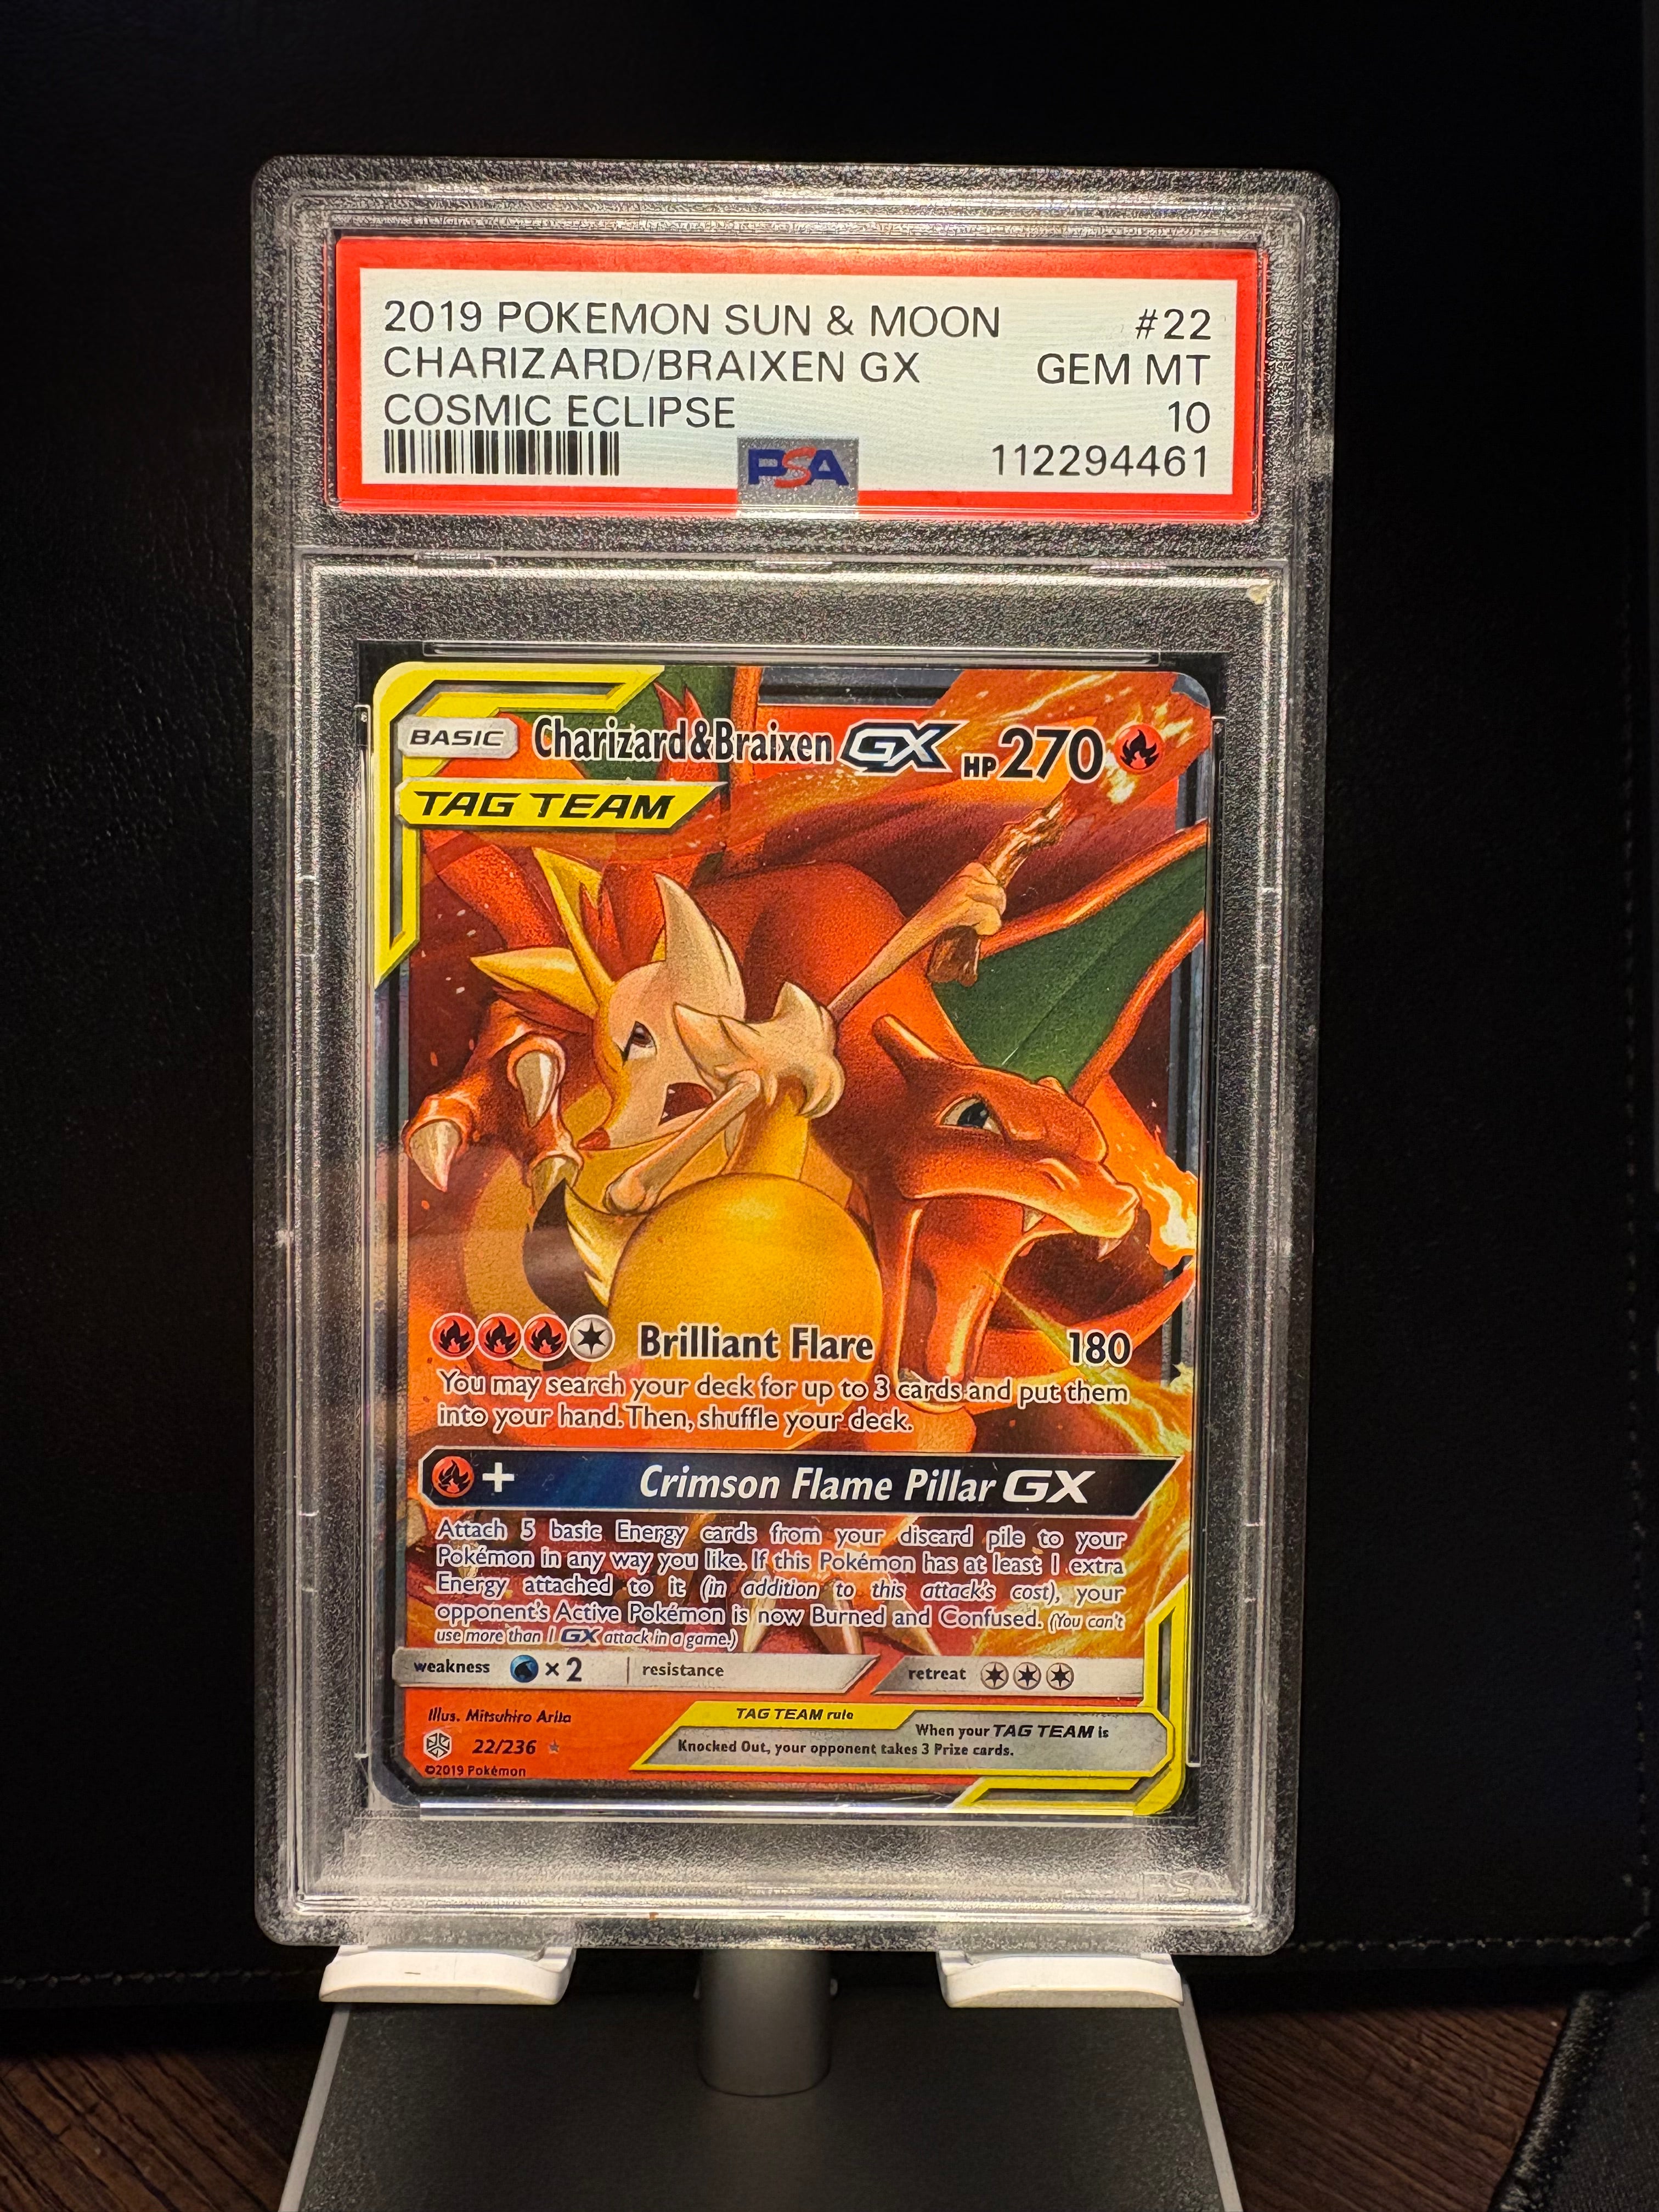 2019 POKEMON SUN & MOON #22
CHARIZARD/BRAIXEN GX GEM MT
COSMIC ECLIPSE 10
PSA 112294461
BASIC Charizard&Braixen GX HP270
TAG TEAM
Brilliant Flare 180
You may search your deck for up to 3 cards and put them
into your hand. Then, shuffle your deck.
+ Crimson Flame Pillar GX
Attach 5 basic Energy cards from your discard pile to your
Pokémon in any way you like. If this Pokémon has at least 1 extra
Energy attached to it (in addition to this attack's cost), your
opponent's Active Pokémon is now Burned and Confused. (You can't
use more than 1 GX attack in a game.)
weakness ×2 resistance retreat
Illus. Mitsuhiro Arita
22/236
©2019 Pokémon
TAG TEAM rule
When your TAG TEAM is
Knocked Out, your opponent takes 3 Prize cards.